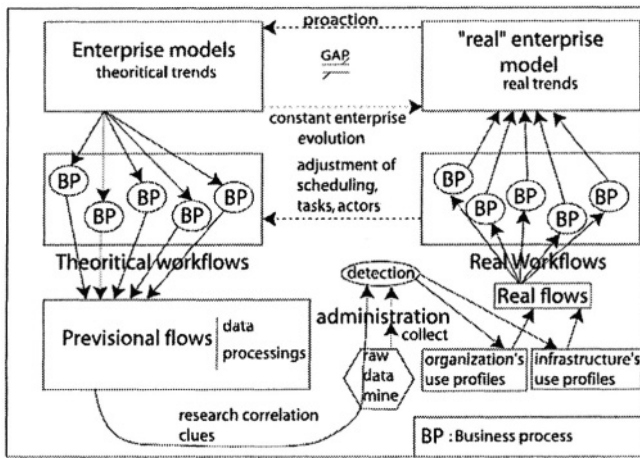 Enterprise models
theoritical trends
proaction
GAP
"real" enterprise
model
real trends
constant enterprise
evolution
BP
BP
BP
BP
BP
adjustment of
scheduling,
tasks, actors
BP
BP
BP
BP
BP
Theoritical workflows
Real Workflows
detection
Real flows
Previsional flows
data
processings
administration
collect
raw
data
mine
organization's
use profiles
infrastructure's
use profiles
research correlation
clues
BP : Business process